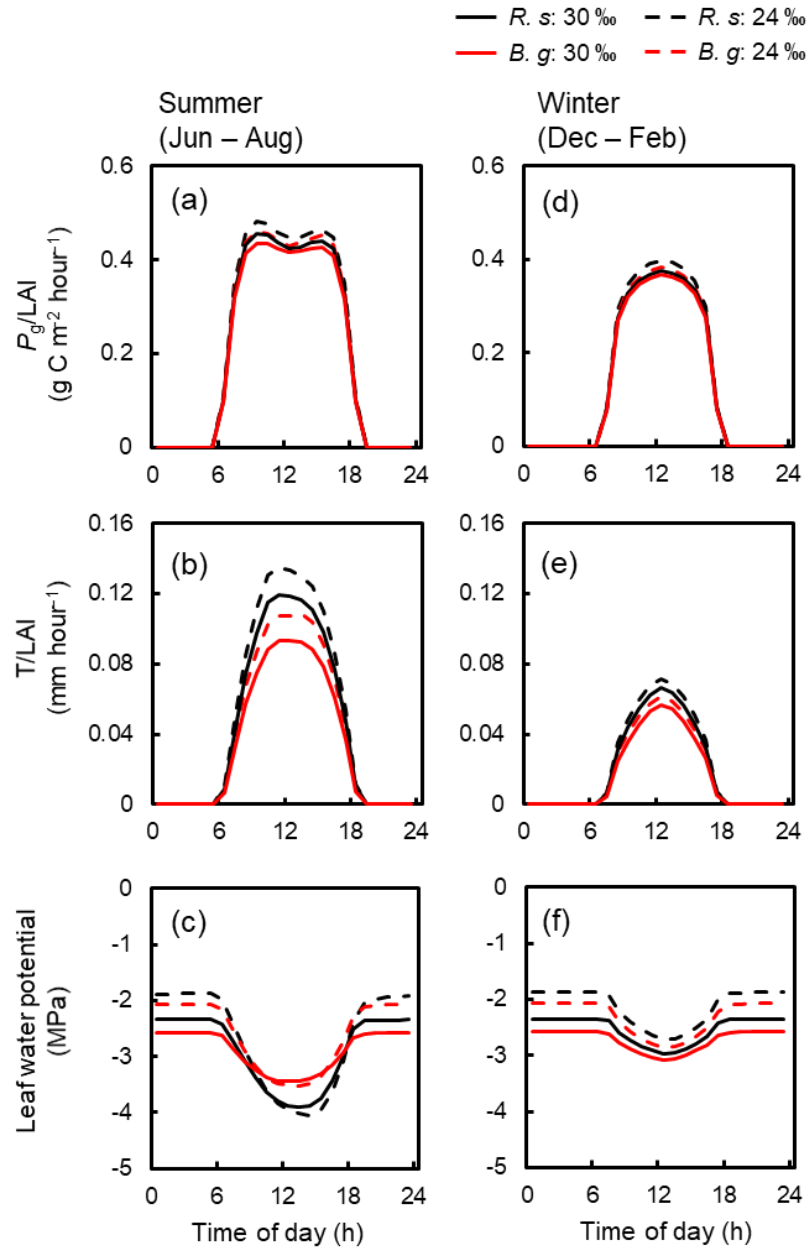 R. s: 30 ‰ R. s: 24 ‰
B. g: 30 ‰ B. g: 24 ‰
Summer
(Jun – Aug)
Winter
(Dec – Feb)
Pg/LAI
(g C m-2 hour-1)
0.6
0.4
0.2
0
(a)
0 6 12 18 24
0.6
0.4
0.2
0
(d)
0 6 12 18 24
T/LAI
(mm hour-1)
0.16
0.12
0.08
0.04
0
(b)
0 6 12 18 24
0.16
0.12
0.08
0.04
0
(e)
0 6 12 18 24
Leaf water potential
(MPa)
0
-1
-2
-3
-4
-5
(c)
0 6 12 18 24
Time of day (h)
0
-1
-2
-3
-4
-5
(f)
0 6 12 18 24
Time of day (h)